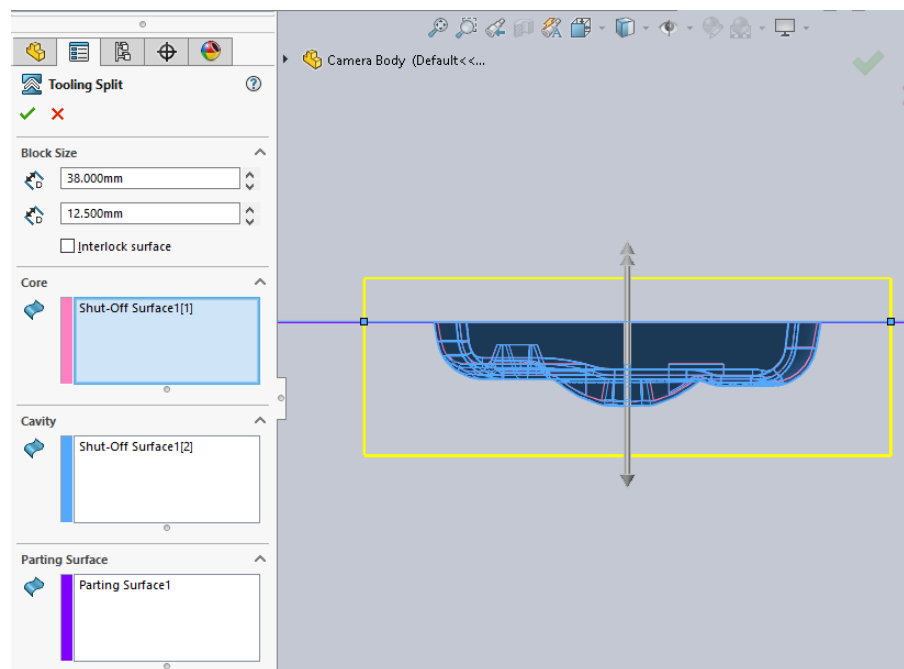 Camera Body (Default<<...
Tooling Split
Block Size
D
38.000mm
D
12.500mm
Interlock surface
Core
Shut-Off Surface1[1]
Cavity
Shut-Off Surface1[2]
Parting Surface
Parting Surface1